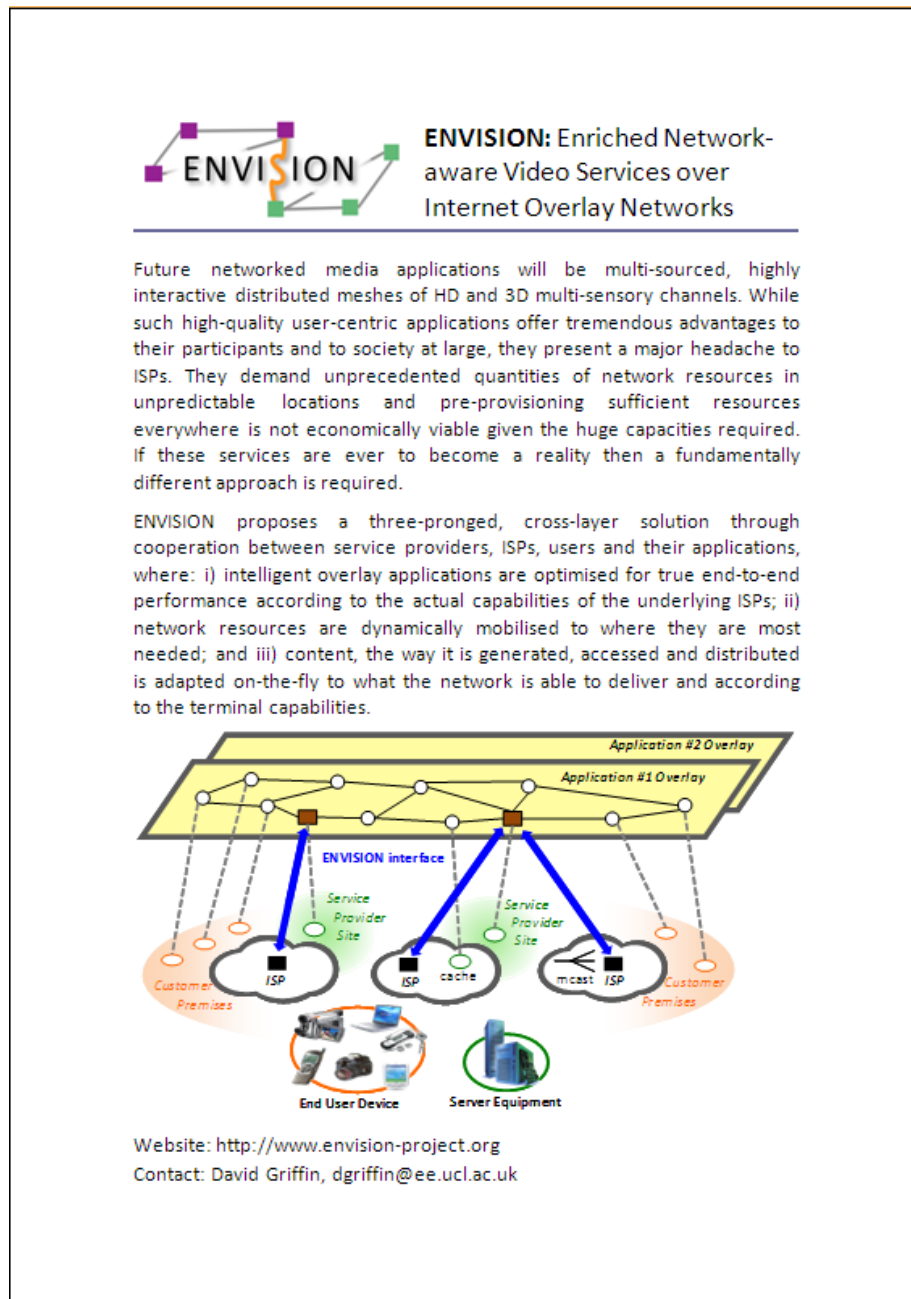 ENVISION
ENVISION: Enriched Network-
aware Video Services over
Internet Overlay Networks
Future networked media applications will be multi-sourced, highly
interactive distributed meshes of HD and 3D multi-sensory channels. While
such high-quality user-centric applications offer tremendous advantages to
their participants and to society at large, they present a major headache to
ISPs. They demand unprecedented quantities of network resources in
unpredictable locations and pre-provisioning sufficient resources
everywhere is not economically viable given the huge capacities required.
If these services are ever to become a reality then a fundamentally
different approach is required.
ENVISION proposes a three-pronged, cross-layer solution through
cooperation between service providers, ISPs, users and their applications,
where: i) intelligent overlay applications are optimised for true end-to-end
performance according to the actual capabilities of the underlying ISPs; ii)
network resources are dynamically mobilised to where they are most
needed; and iii) content, the way it is generated, accessed and distributed
is adapted on-the-fly to what the network is able to deliver and according
to the terminal capabilities.
Application #2 Overlay
Application #1 Overlay
ENVISION interface
Service
Provider
Site
Service
Provider
Site
ISP
ISP
cache
mcast
ISP
Customer
Premises
Customer
Premises
End User Device
Server Equipment
Website: http://www.envision-project.org
Contact: David Griffin, dgriffin@ee.ucl.ac.uk